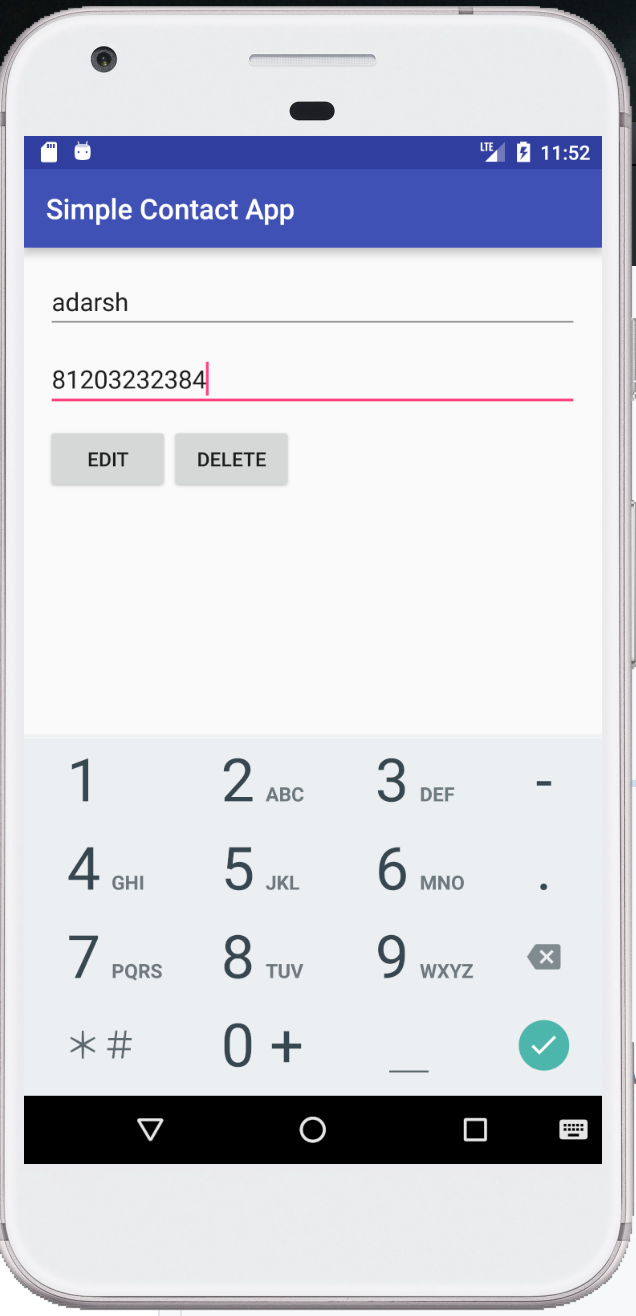 LTE 11:52
Simple Contact App
adarsh
81203232384
EDIT DELETE
1 2 ABC 3 DEF -
4 GHI 5 JKL 6 MNO .
7 PQRS 8 TUV 9 WXYZ
*# 0 + _